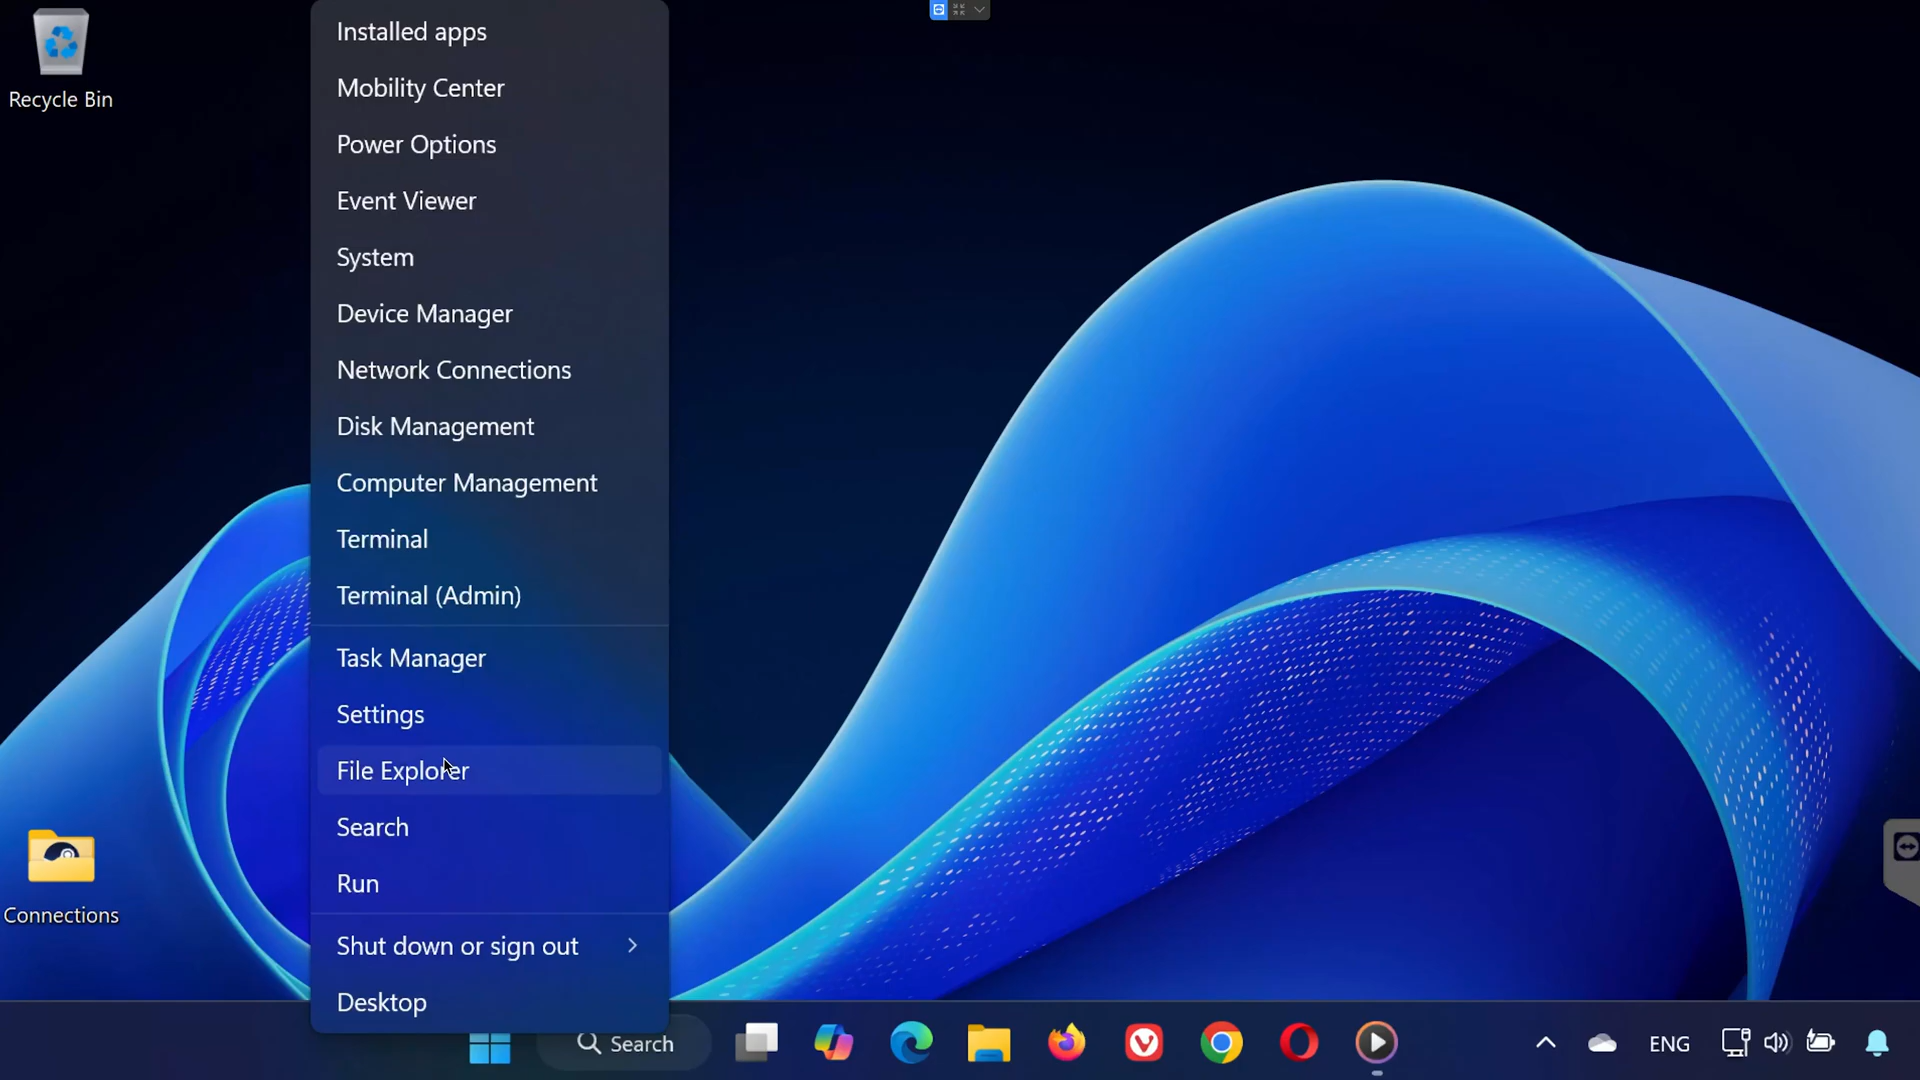 Recycle Bin
Connections
Installed apps
Mobility Center
Power Options
Event Viewer
System
Device Manager
Network Connections
Disk Management
Computer Management
Terminal
Terminal (Admin)
Task Manager
Settings
File Explorer
Search
Run
Shut down or sign out
Desktop
Search
ENG